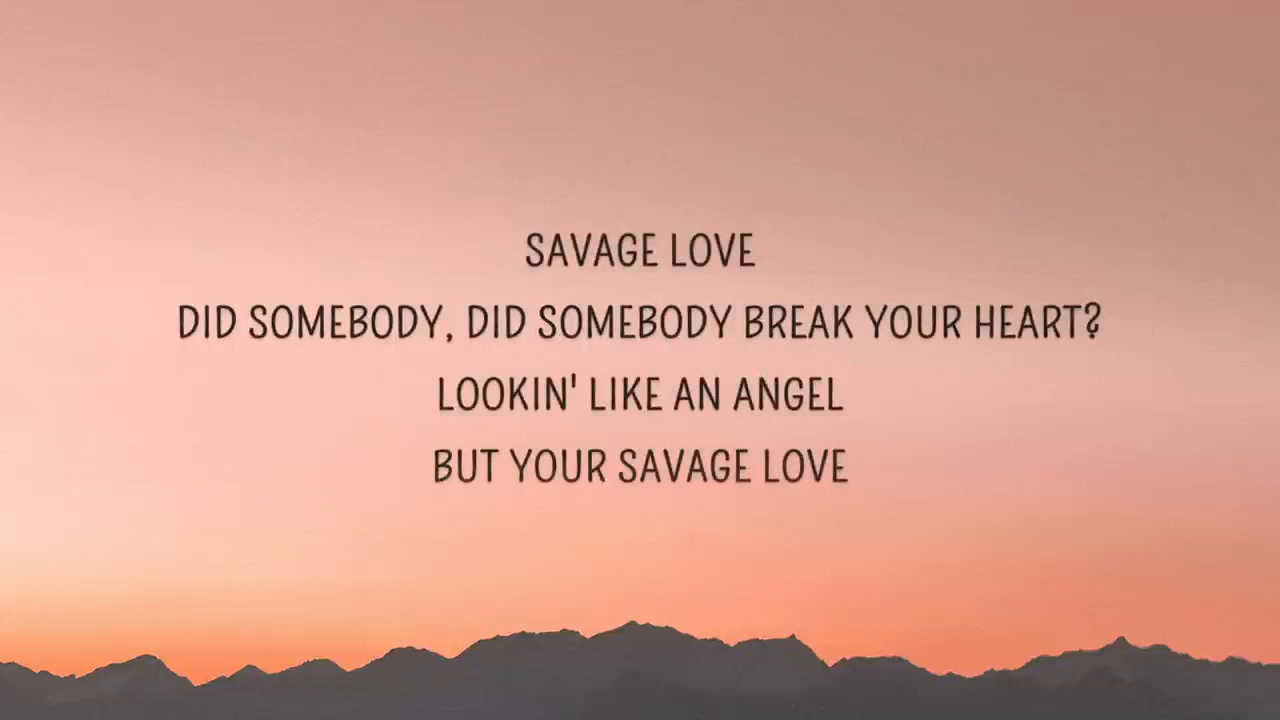 SAVAGE LOVE
DID SOMEBODY, DID SOMEBODY BREAK YOUR HEART?
LOOKIN' LIKE AN ANGEL
BUT YOUR SAVAGE LOVE